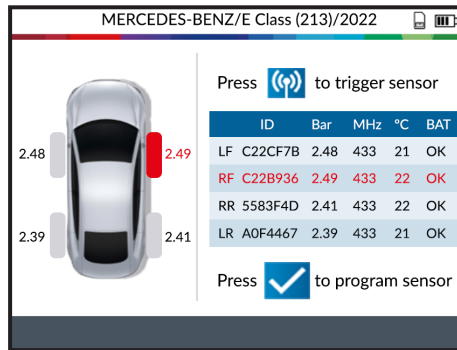 MERCEDES-BENZ/E Class (213)/2022
Press to trigger sensor
ID Bar MHz °C BAT
LF C22CF7B 2.48 433 21 OK
RF C22B936 2.49 433 22 OK
RR 5583F4D 2.41 433 22 OK
LR A0F4467 2.39 433 21 OK
2.48 2.49
2.39 2.41
Press to program sensor